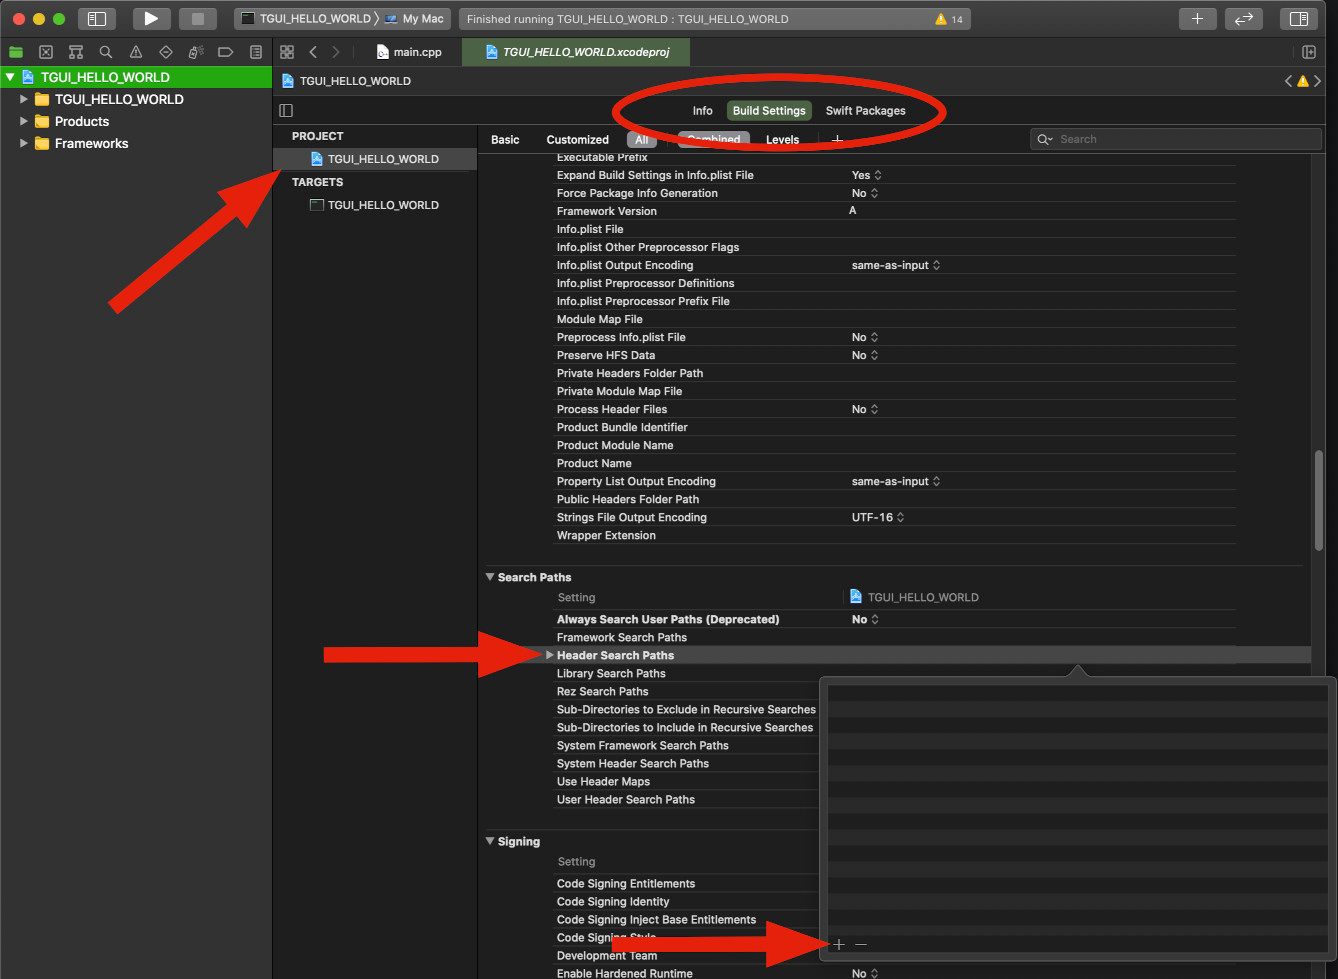 TGUI_HELLO_WORLD 〉 My Mac
Finished running TGUI_HELLO_WORLD : TGUI_HELLO_WORLD
14
main.cpp
TGUI_HELLO_WORLD.xcodeproj
TGUI_HELLO_WORLD
TGUI_HELLO_WORLD
Products
Frameworks
TGUI_HELLO_WORLD
Info
Build Settings
Swift Packages
PROJECT
TGUI_HELLO_WORLD
TARGETS
TGUI_HELLO_WORLD
Basic
Customized
All
Combined
Levels
+
Search
Executable Prefix
Expand Build Settings in Info.plist File Yes
Force Package Info Generation No
Framework Version A
Info.plist File
Info.plist Other Preprocessor Flags
Info.plist Output Encoding same-as-input
Info.plist Preprocessor Definitions
Info.plist Preprocessor Prefix File
Module Map File
Preprocess Info.plist File No
Preserve HFS Data No
Private Headers Folder Path
Private Module Map File
Process Header Files No
Product Bundle Identifier
Product Module Name
Product Name
Property List Output Encoding same-as-input
Public Headers Folder Path
Strings File Output Encoding UTF-16
Wrapper Extension
Search Paths
Setting TGUI_HELLO_WORLD
Always Search User Paths (Deprecated) No
Framework Search Paths
Header Search Paths
Library Search Paths
Rez Search Paths
Sub-Directories to Exclude in Recursive Searches
Sub-Directories to Include in Recursive Searches
System Framework Search Paths
System Header Search Paths
Use Header Maps
User Header Search Paths
Signing
Setting
Code Signing Entitlements
Code Signing Identity
Code Signing Inject Base Entitlements
Code Signing Style
Development Team
Enable Hardened Runtime No
+ −